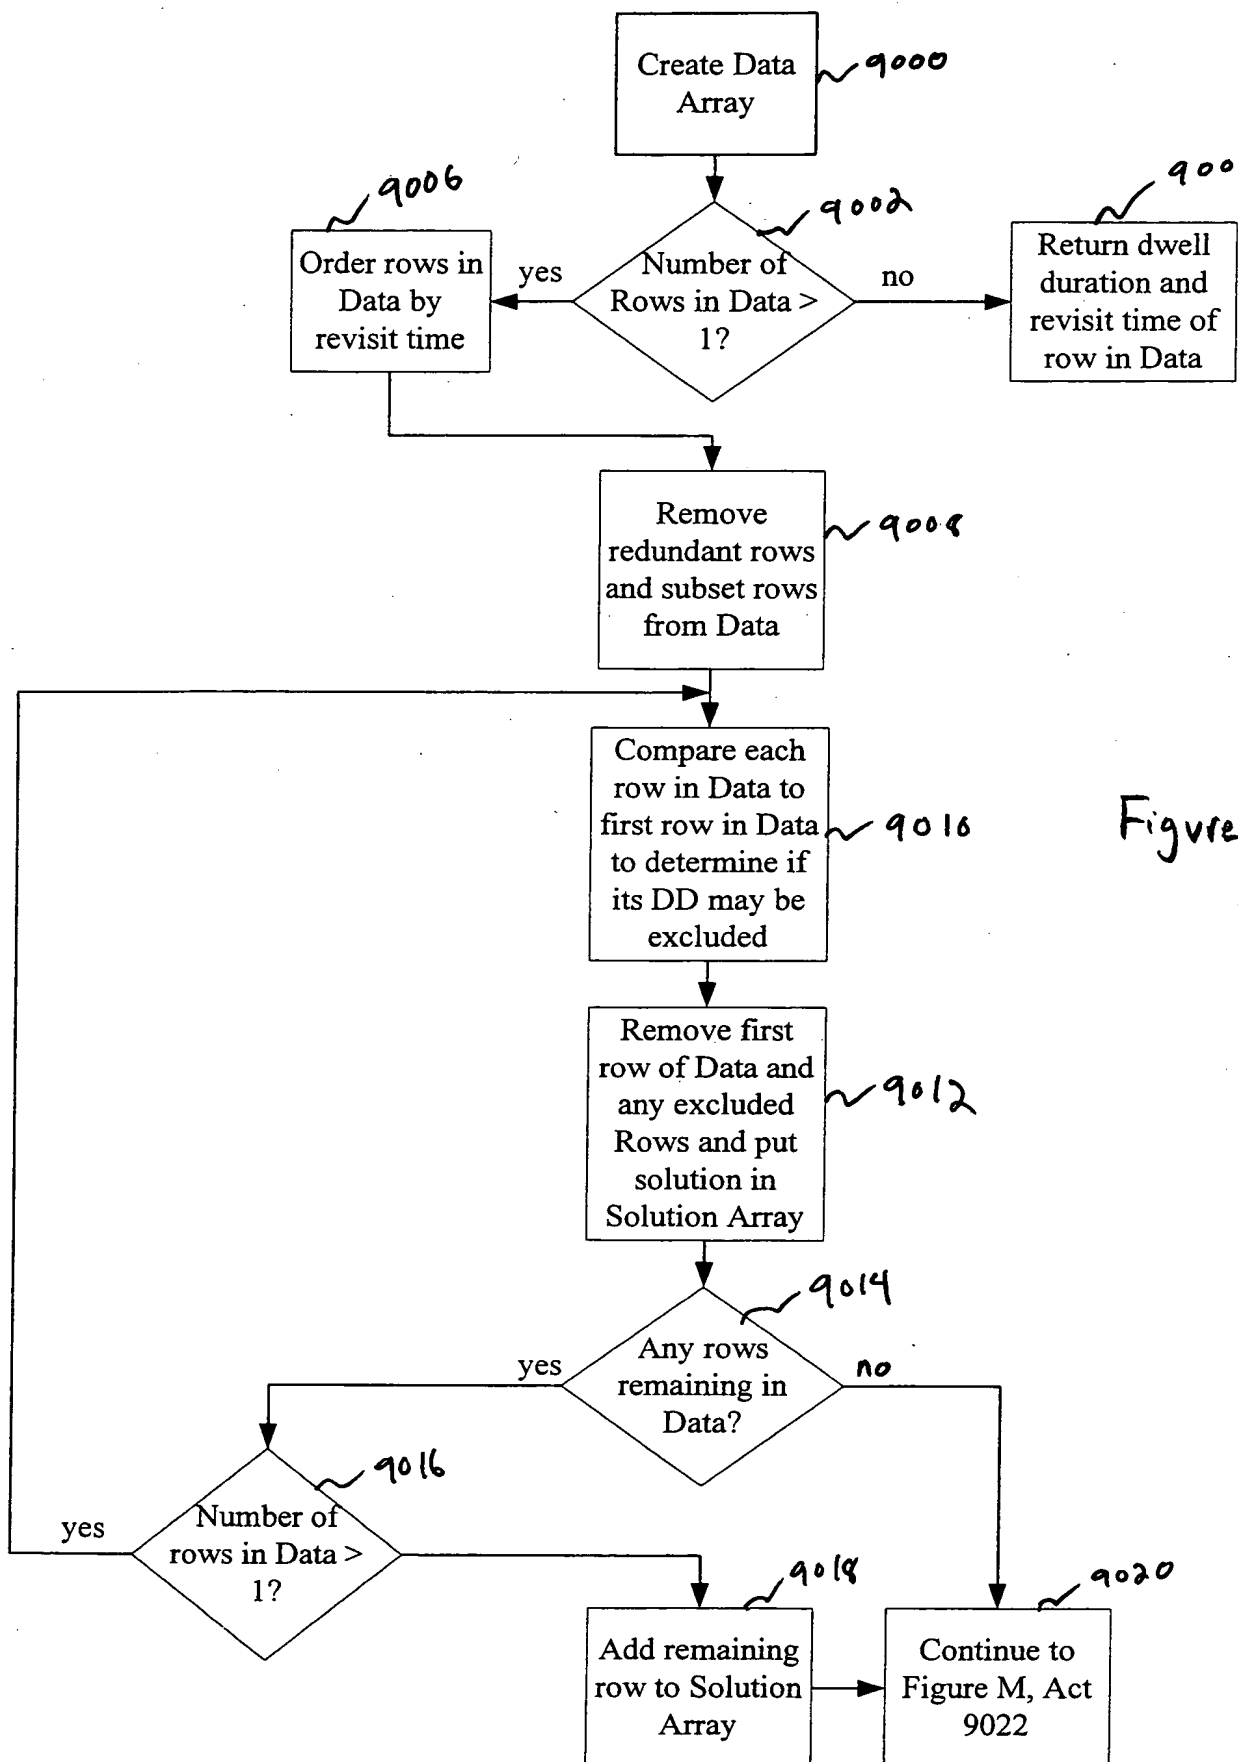 Create Data
Array
9000
9006
9002
900
Order rows in
Data by
revisit time
yes
Number of
Rows in Data >
1?
no
Return dwell
duration and
revisit time of
row in Data
Remove
redundant rows
and subset rows
from Data
9008
Compare each
row in Data to
first row in Data
to determine if
its DD may be
excluded
9010
Figure
Remove first
row of Data and
any excluded
Rows and put
solution in
Solution Array
9012
9014
Any rows
remaining in
Data?
yes
no
9016
Number of
rows in Data >
1?
yes
9018
9020
Add remaining
row to Solution
Array
Continue to
Figure M, Act
9022